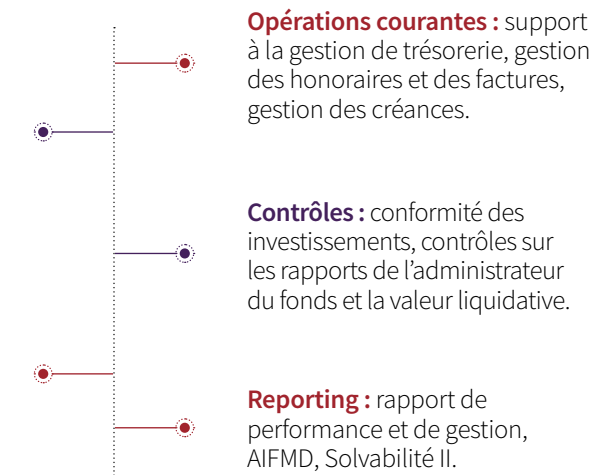 Opérations courantes : support
à la gestion de trésorerie, gestion
des honoraires et des factures,
gestion des créances.
Contrôles : conformité des
investissements, contrôles sur
les rapports de l’administrateur
du fonds et la valeur liquidative.
Reporting : rapport de
performance et de gestion,
AIFMD, Solvabilité II.